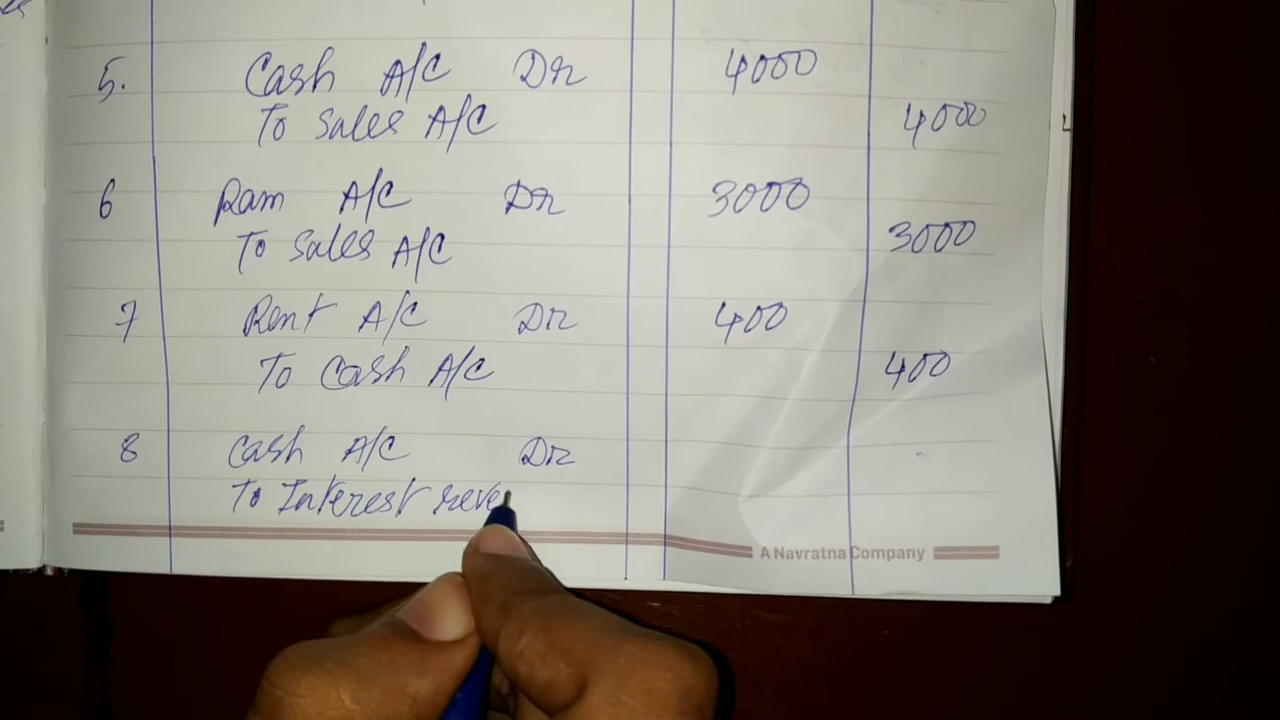 5. Cash A/C Dr 4000
To Sales A/C 4000
6 Ram A/C Dr 3000
To Sales A/C 3000
7 Rent A/C Dr 400
To Cash A/C 400
8 Cash A/C Dr
To Interest reve
A Navratna Company